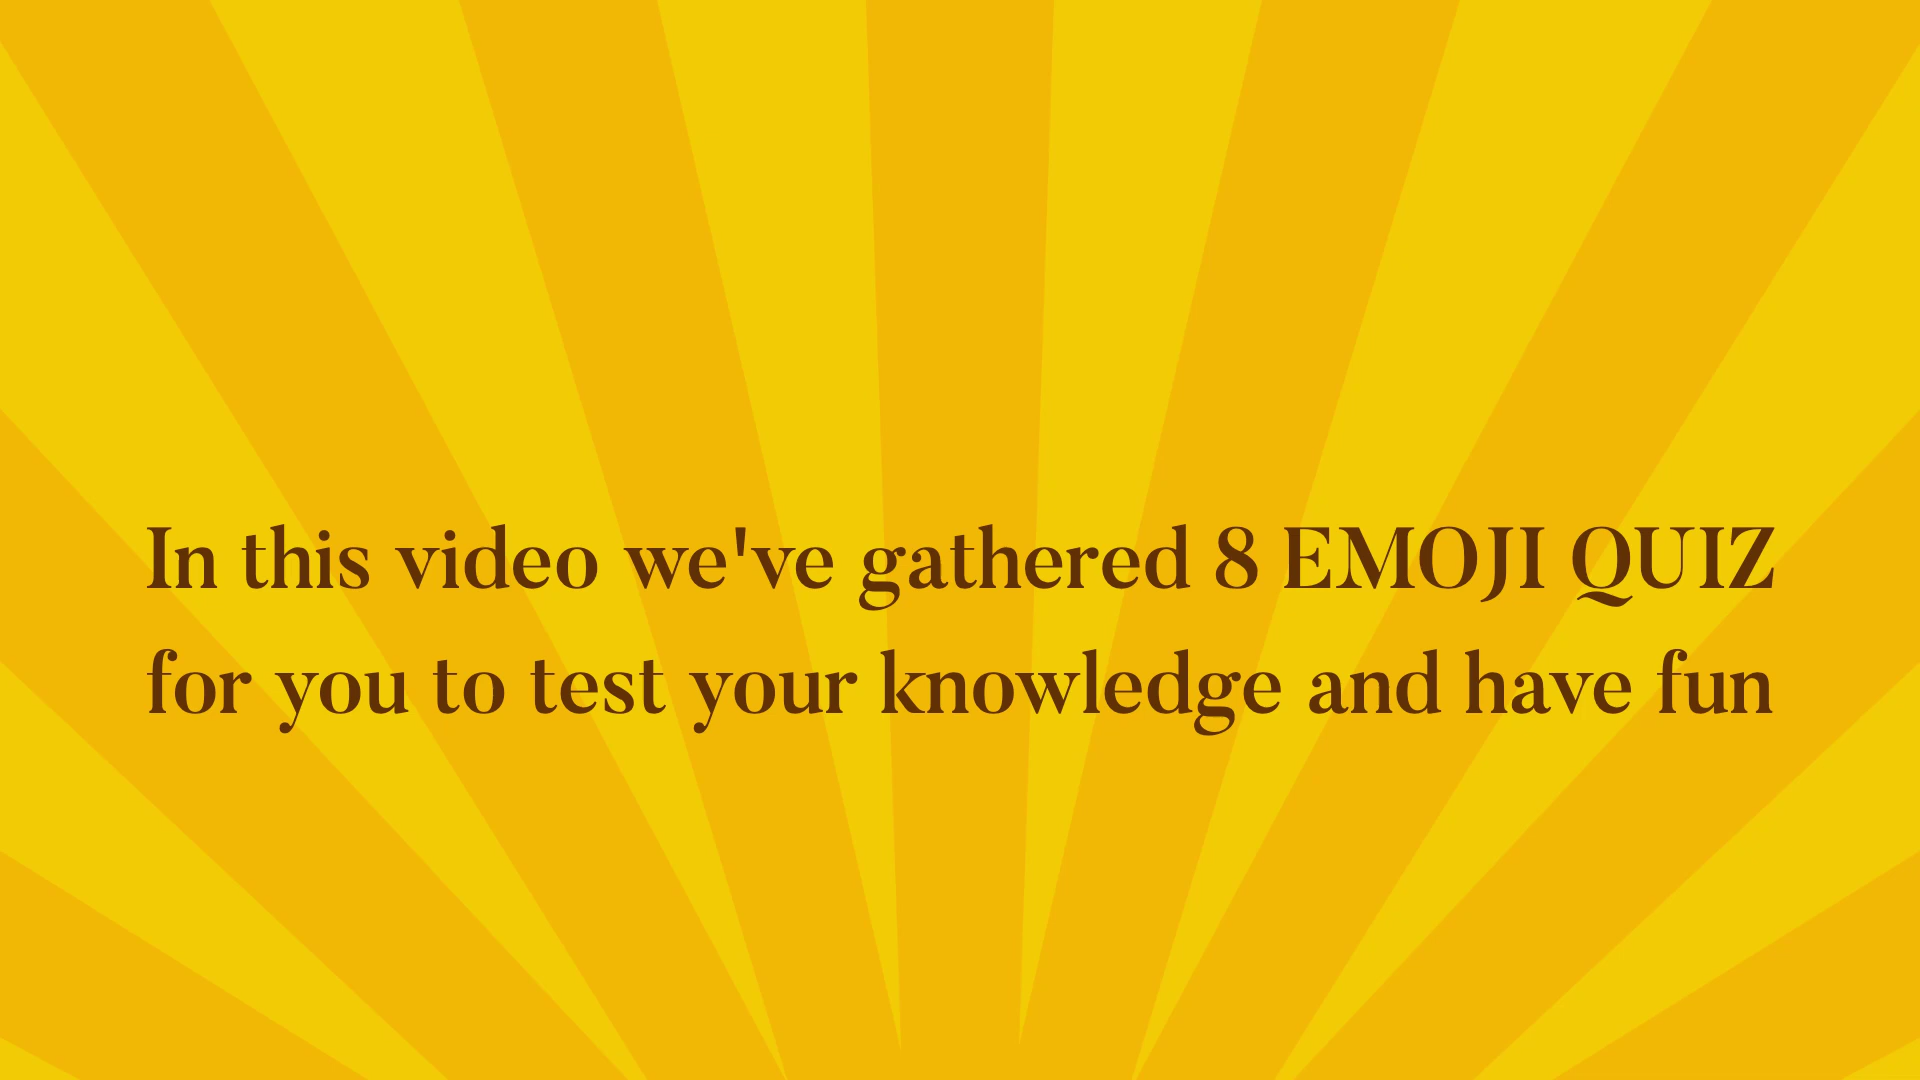 In this video we've gathered 8 EMOJI QUIZ
for you to test your knowledge and have fun